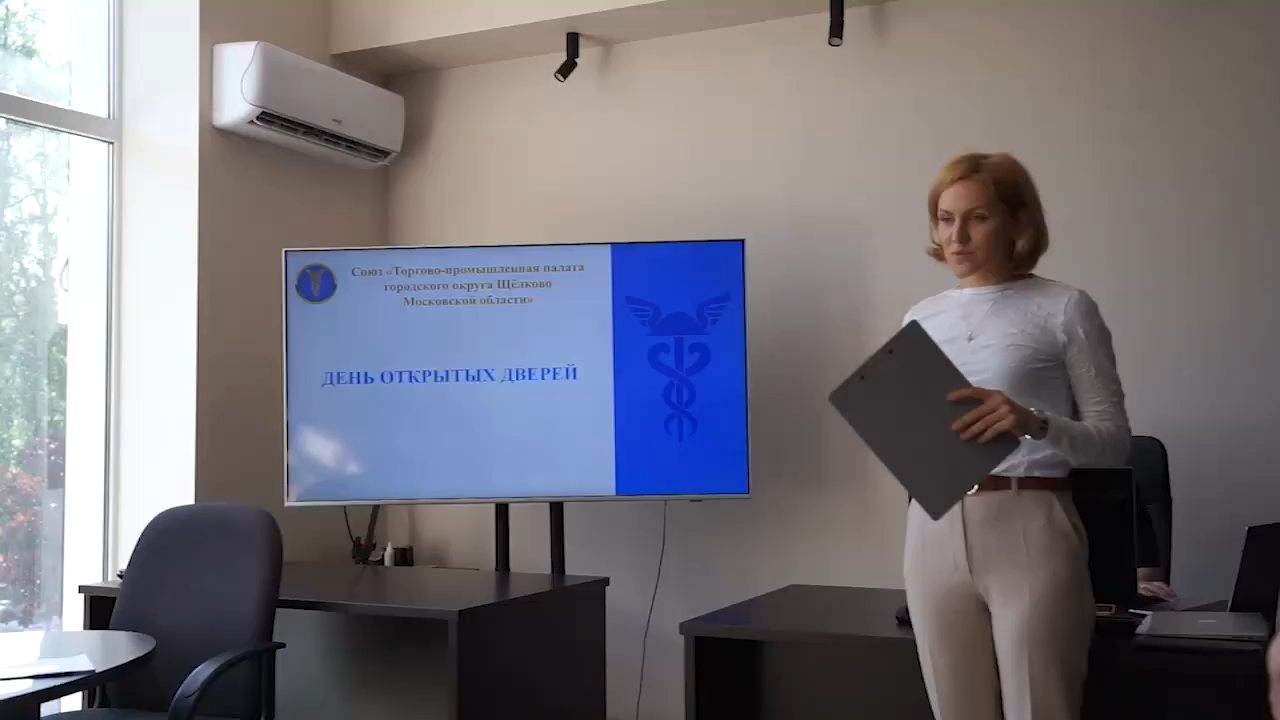 Союз «Торгово-промышленная палата
городского округа Щёлково
Московской области»
ДЕНЬ ОТКРЫТЫХ ДВЕРЕЙ